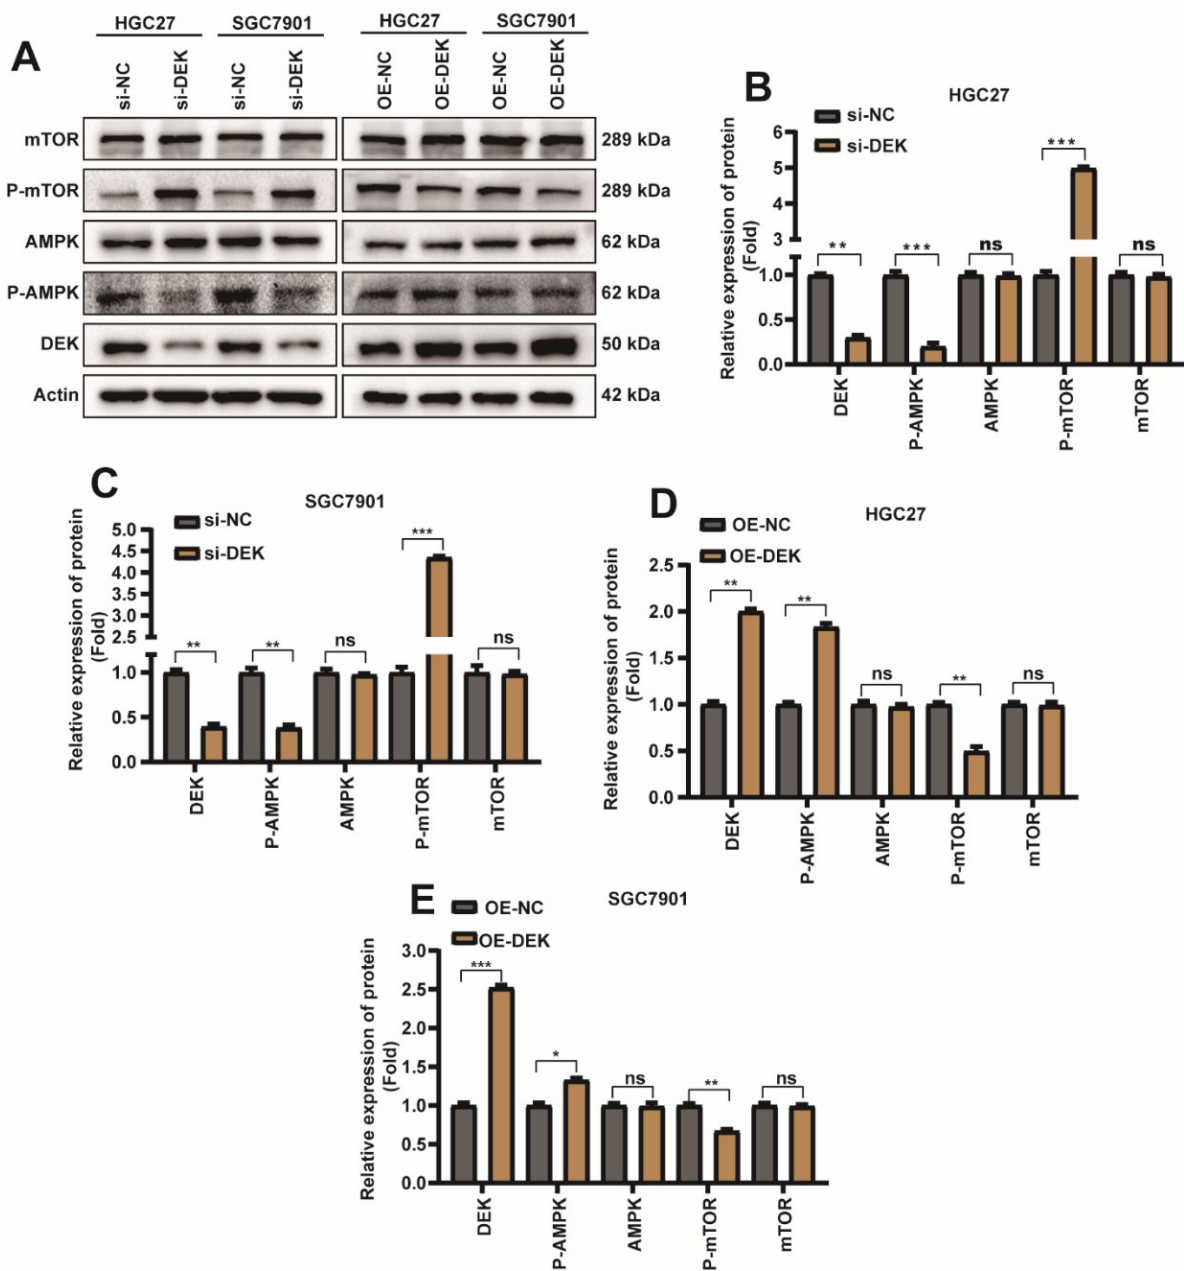 A
HGC27 SGC7901 HGC27 SGC7901
si-NC si-DEK si-NC si-DEK OE-NC OE-DEK OE-NC OE-DEK
mTOR 289 kDa
P-mTOR 289 kDa
AMPK 62 kDa
P-AMPK 62 kDa
DEK 50 kDa
Actin 42 kDa
B
HGC27
si-NC
si-DEK
Relative expression of protein
(Fold)
6
5
4
3
1.0
0.5
0.0
** *** ns *** ns
DEK P-AMPK AMPK P-mTOR mTOR
C
SGC7901
si-NC
si-DEK
Relative expression of protein
(Fold)
5.0
4.5
4.0
3.5
3.0
2.5
1.0
0.5
0.0
** ** ns *** ns
DEK P-AMPK AMPK P-mTOR mTOR
D
HGC27
OE-NC
OE-DEK
Relative expression of protein
(Fold)
2.5
2.0
1.5
1.0
0.5
0.0
** ** ns ** ns
DEK P-AMPK AMPK P-mTOR mTOR
E
SGC7901
OE-NC
OE-DEK
Relative expression of protein
(Fold)
3.0
2.5
2.0
1.5
1.0
0.5
0.0
*** * ns ** ns
DEK P-AMPK AMPK P-mTOR mTOR